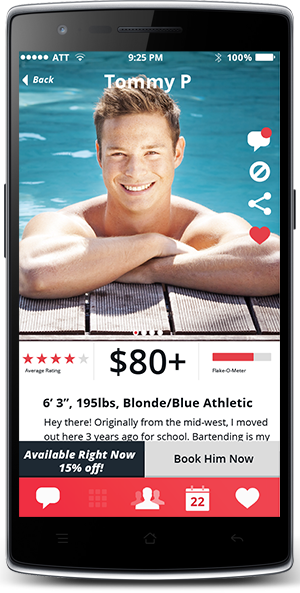 ATT 9:25 PM 100%
Back Tommy P
Average Rating $80+ Flake-O-Meter
6' 3", 195lbs, Blonde/Blue Athletic
Hey there! Originally from the mid-west, I moved
out here 3 years ago for school. Bartending is my
Available Right Now
15% off!
Book Him Now
22